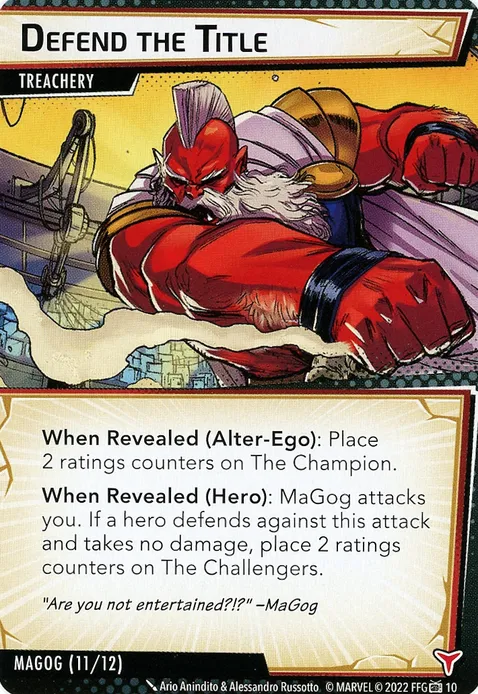 DEFEND THE TITLE
TREACHERY
When Revealed (Alter-Ego): Place
2 ratings counters on The Champion.
When Revealed (Hero): MaGog attacks
you. If a hero defends against this attack
and takes no damage, place 2 ratings
counters on The Challengers.
"Are you not entertained?!?" –MaGog
MAGOG (11/12)
Ario Anindito & Alessandro Russotto © MARVEL © 2022 FFG 10